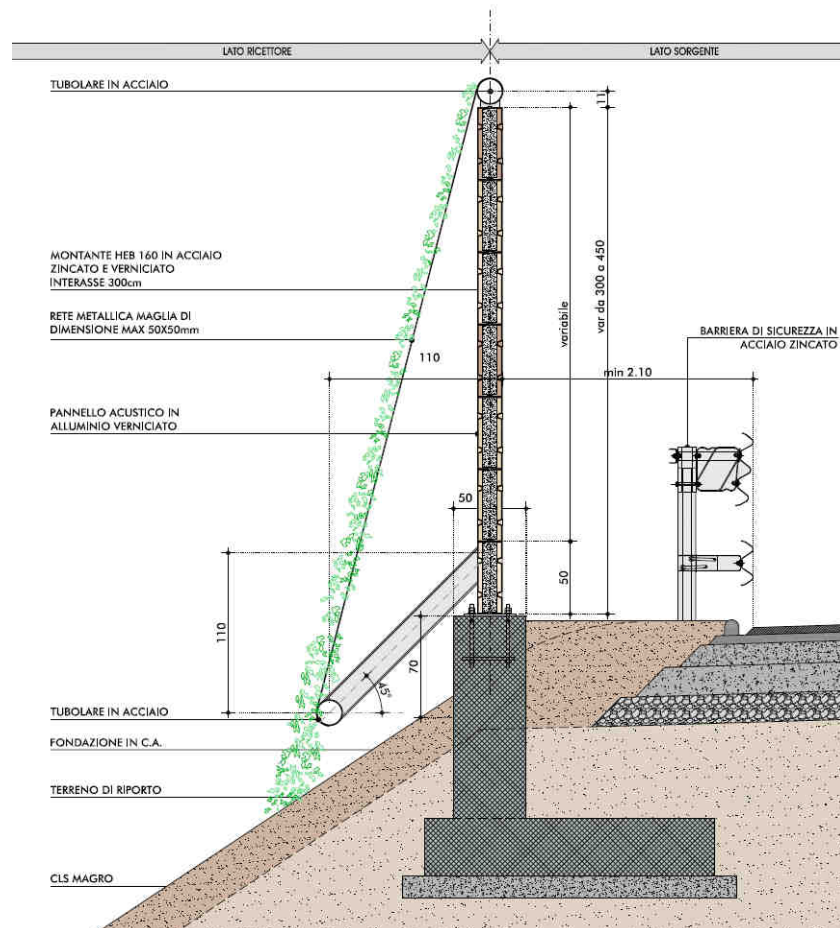 LATO RICETTORE
LATO SORGENTE
TUBOLARE IN ACCIAIO
11
MONTANTE HEB 160 IN ACCIAIO
ZINCATO E VERNICIATO
INTERASSE 300cm
variabile
var da 300 a 450
RETE METALLICA MAGLIA DI
DIMENSIONE MAX 50X50mm
BARRIERA DI SICUREZZA IN
ACCIAIO ZINCATO
110
min 2.10
PANNELLO ACUSTICO IN
ALLUMINIO VERNICIATO
50
50
110
70
45°
TUBOLARE IN ACCIAIO
FONDAZIONE IN C.A.
TERRENO DI RIPORTO
CLS MAGRO